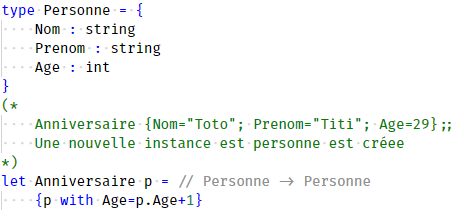 type Personne = {
    Nom : string
    Prenom : string
    Age : int
}
(*
    Anniversaire {Nom="Toto"; Prenom="Titi"; Age=29};;
    Une nouvelle instance est personne est créee
*)
let Anniversaire p = // Personne -> Personne
    {p with Age=p.Age+1}